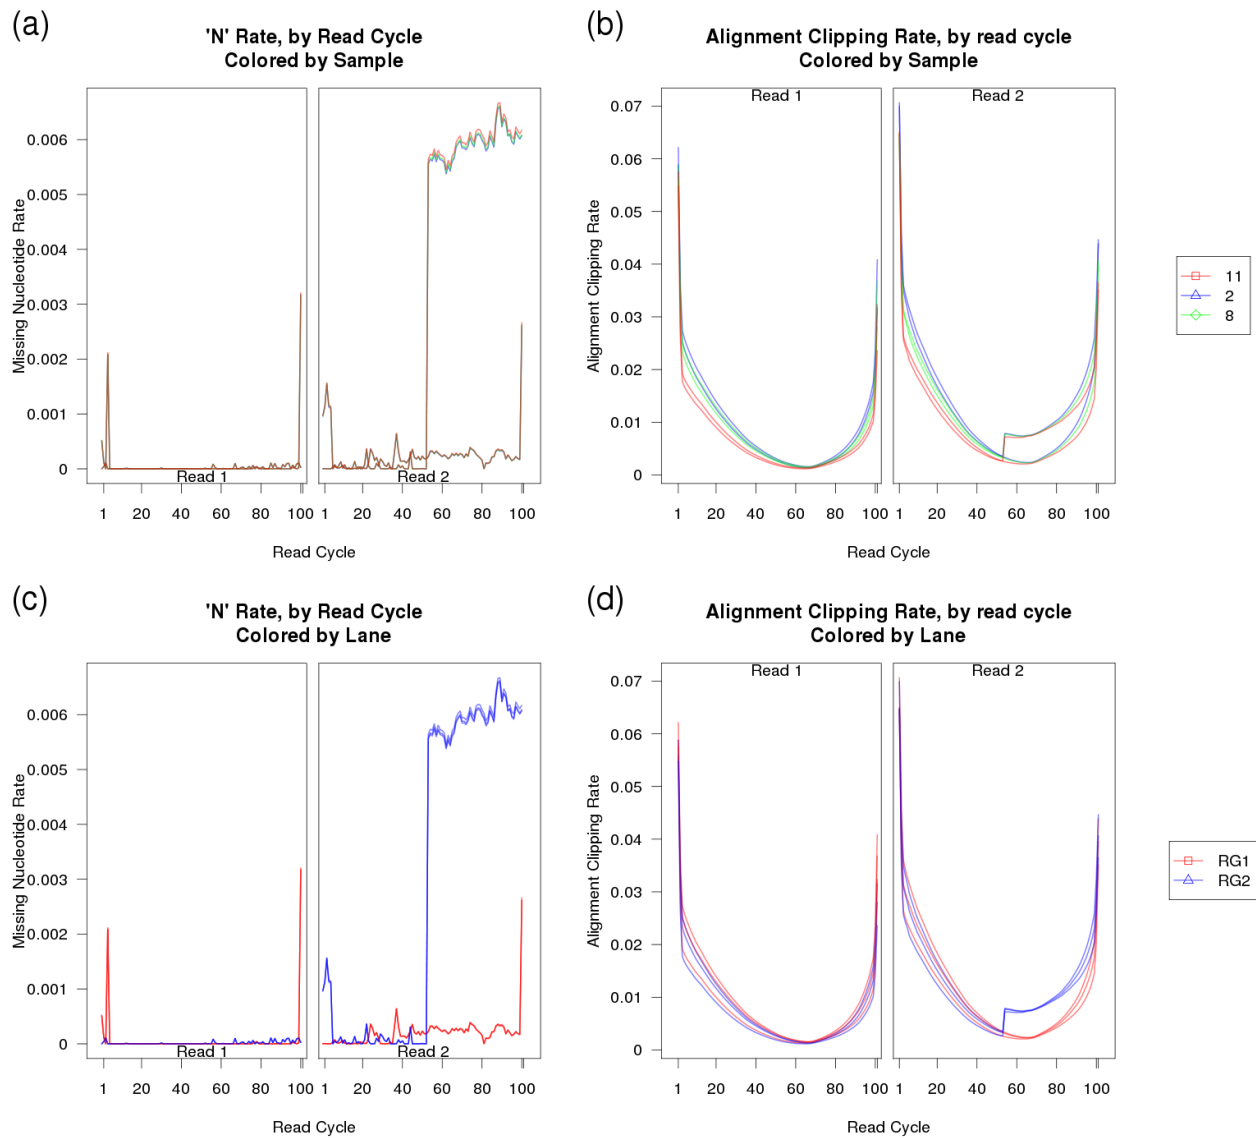 (a)
'N' Rate, by Read Cycle
Colored by Sample
Missing Nucleotide Rate
0.006
0.005
0.004
0.003
0.002
0.001
0
Read 1
Read 2
1 20 40 60 80 100
1 20 40 60 80 100
Read Cycle
(b)
Alignment Clipping Rate, by read cycle
Colored by Sample
Read 1
Read 2
Alignment Clipping Rate
0.07
0.06
0.05
0.04
0.03
0.02
0.01
0
1 20 40 60 80 100
1 20 40 60 80 100
Read Cycle
11
2
8
(c)
'N' Rate, by Read Cycle
Colored by Lane
Missing Nucleotide Rate
0.006
0.005
0.004
0.003
0.002
0.001
0
Read 1
Read 2
1 20 40 60 80 100
1 20 40 60 80 100
Read Cycle
(d)
Alignment Clipping Rate, by read cycle
Colored by Lane
Read 1
Read 2
Alignment Clipping Rate
0.07
0.06
0.05
0.04
0.03
0.02
0.01
0
1 20 40 60 80 100
1 20 40 60 80 100
Read Cycle
RG1
RG2